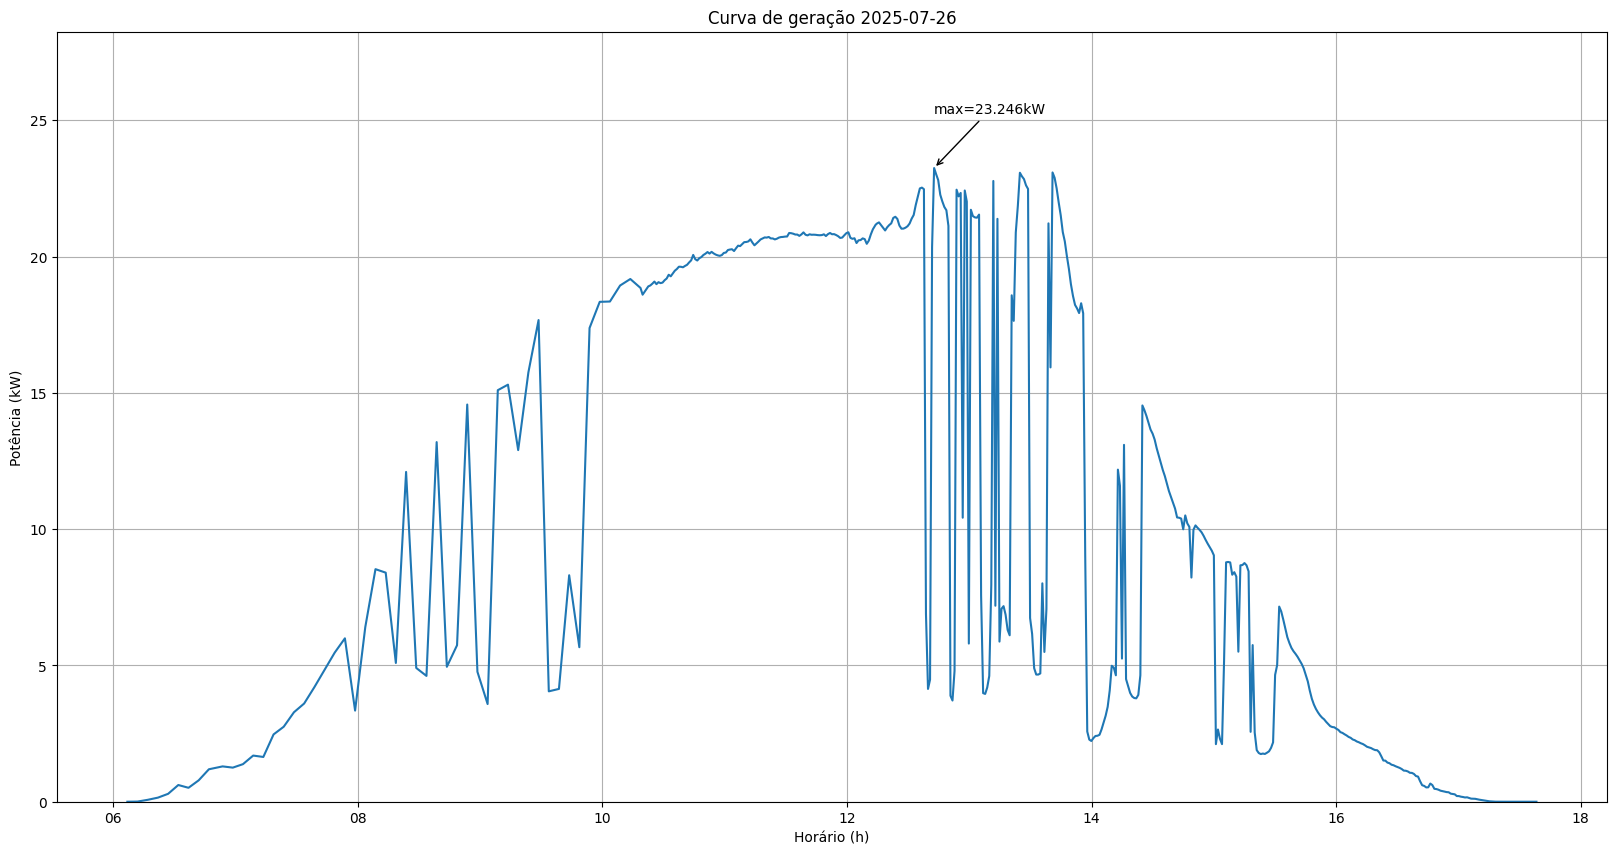 Curva de geração 2025-07-26
max=23.246kW
25
20
15
10
5
0
Potência (kW)
06 08 10 12 14 16 18
Horário (h)